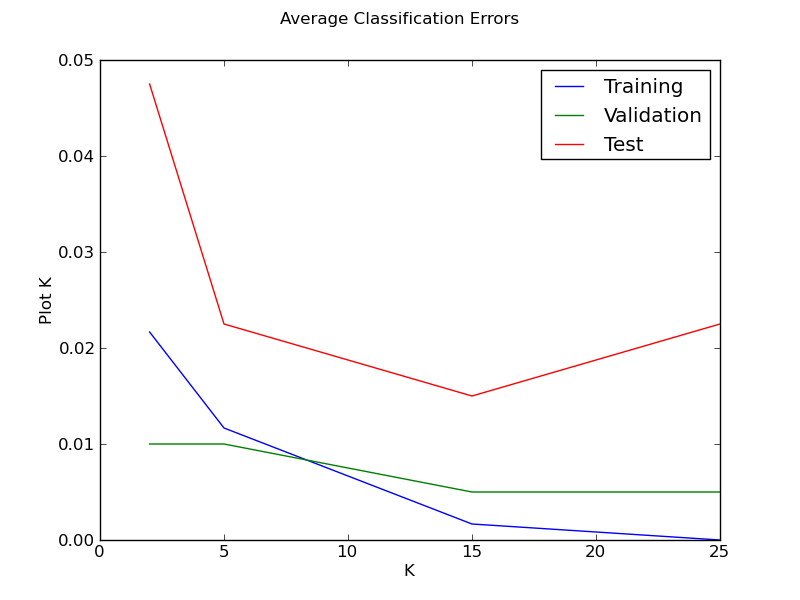 Average Classification Errors
0.05
0.04
0.03
0.02
0.01
0.00
Plot K
Training
Validation
Test
0 5 10 15 20 25
K